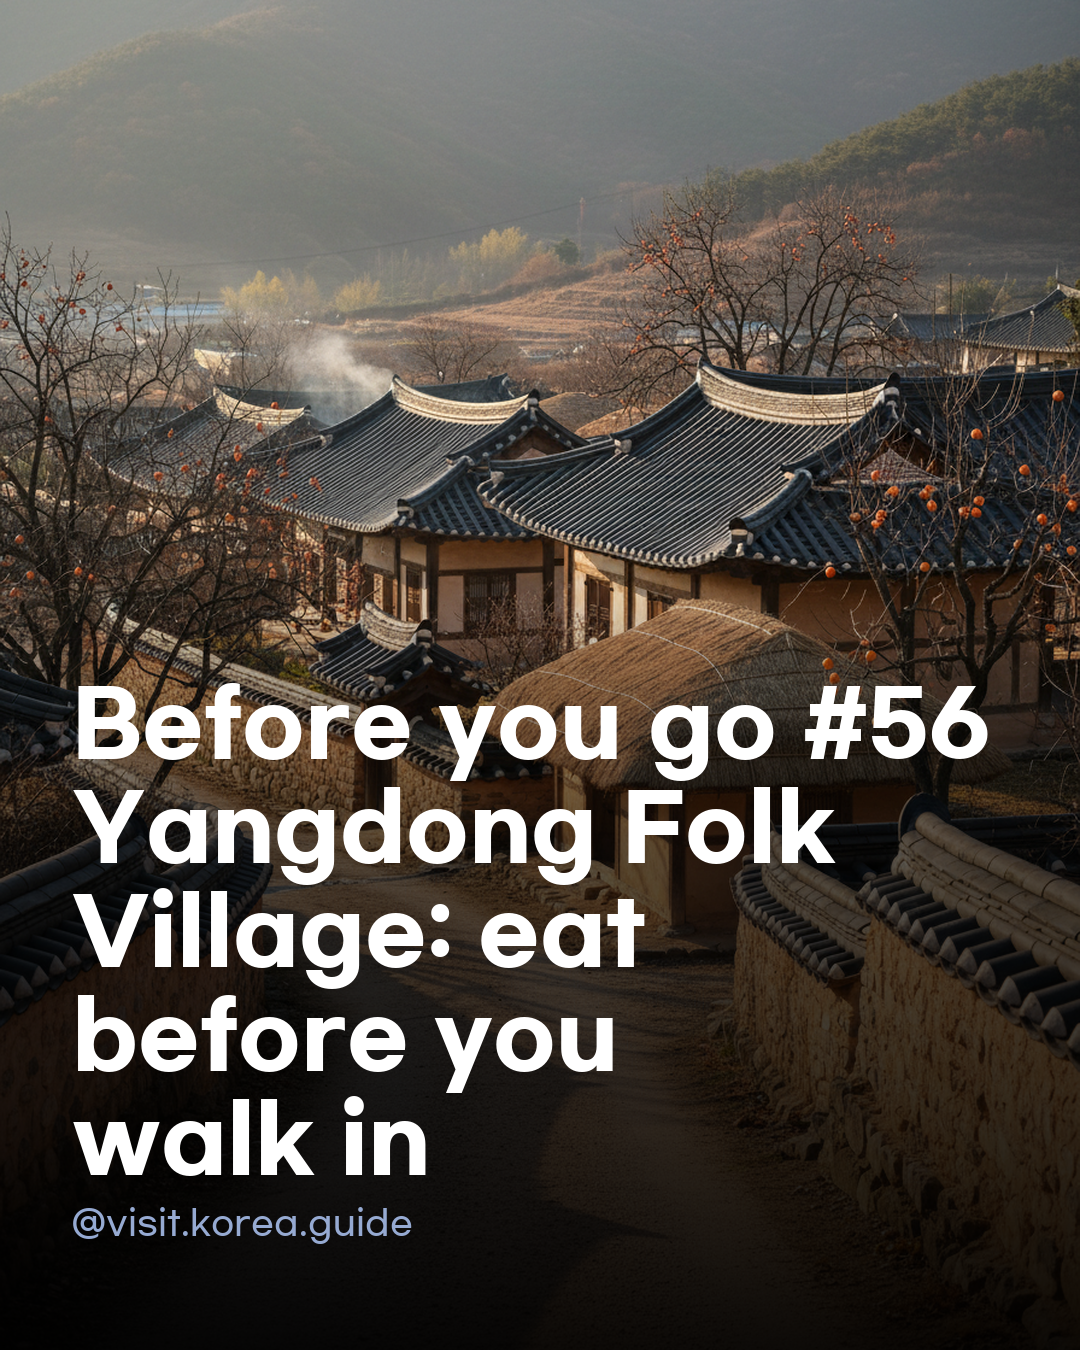 Before you go #56
Yangdong Folk
Village: eat
before you
walk in
@visit.korea.guide